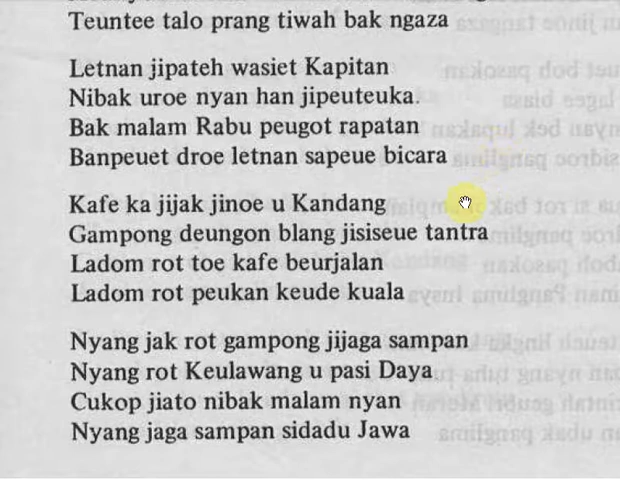 Teuntee talo prang tiwah bak ngaza
Letnan jipateh wasiet Kapitan
Nibak uroe nyan han jipeuteuka.
Bak malam Rabu peugot rapatan
Banpeuet droe letnan sapeue bicara
Kafe ka jijak jinoe u Kandang
Gampong deungon blang jisiseue tantra
Ladom rot toe kafe beurjalan
Ladom rot peukan keude kuala
Nyang jak rot gampong jijaga sampan
Nyang rot Keulawang u pasi Daya
Cukop jiato nibak malam nyan
Nyang jaga sampan sidadu Jawa